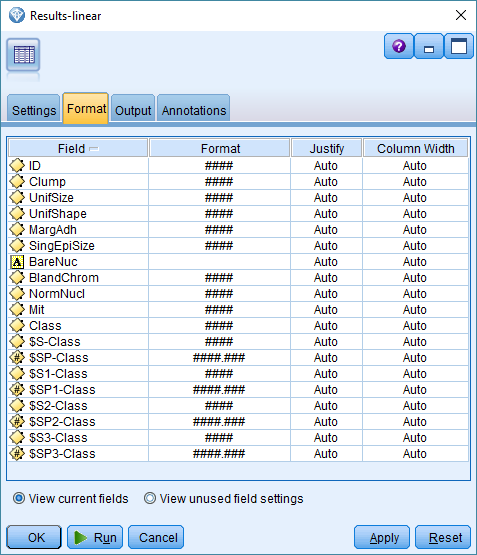 Results-linear
Settings Format Output Annotations
Field Format Justify Column Width
ID #### Auto Auto
Clump #### Auto Auto
UnifSize #### Auto Auto
UnifShape #### Auto Auto
MargAdh #### Auto Auto
SingEpiSize #### Auto Auto
A BareNuc Auto Auto
BlandChrom #### Auto Auto
NormNucl #### Auto Auto
Mit #### Auto Auto
Class #### Auto Auto
$S-Class #### Auto Auto
# $SP-Class ####.### Auto Auto
$S1-Class #### Auto Auto
# $SP1-Class ####.### Auto Auto
$S2-Class #### Auto Auto
# $SP2-Class ####.### Auto Auto
$S3-Class #### Auto Auto
# $SP3-Class ####.### Auto Auto
View current fields View unused field settings
OK Run Cancel Apply Reset